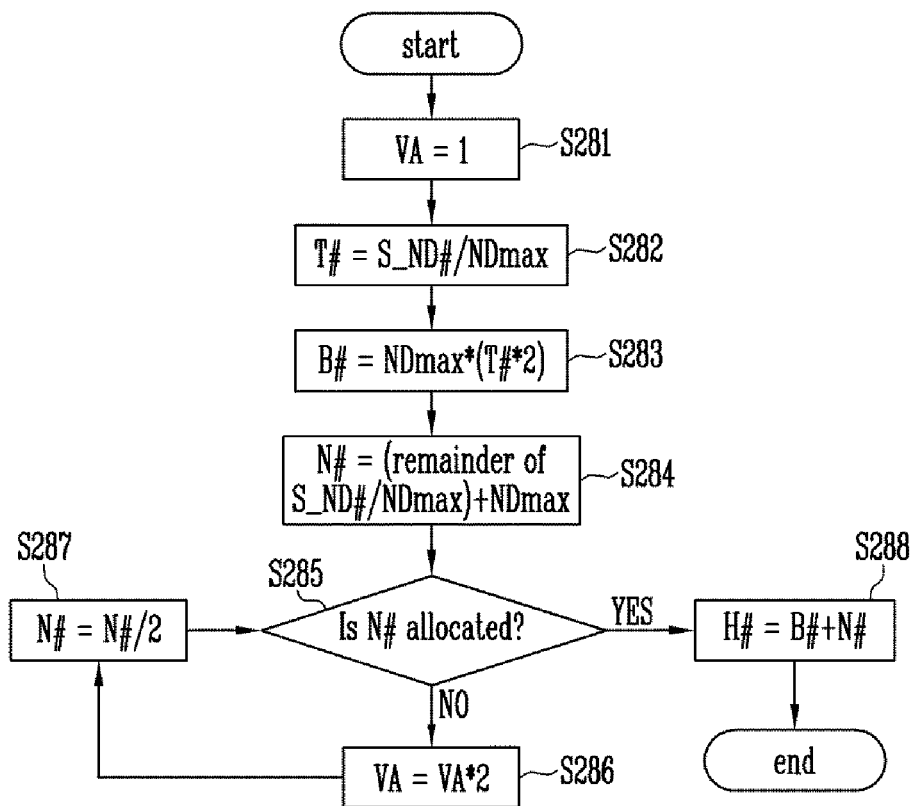 start
VA = 1
S281
T# = S_ND#/NDmax
S282
B# = NDmax*(T#*2)
S283
N# = (remainder of
S_ND#/NDmax)+NDmax
S284
S287
N# = N#/2
S285
Is N# allocated?
YES
S288
H# = B#+N#
NO
VA = VA*2
S286
end